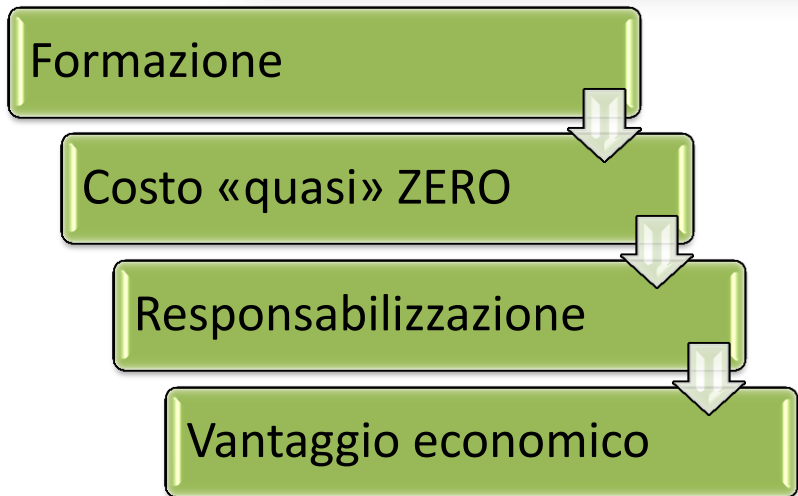 Formazione
Costo «quasi» ZERO
Responsabilizzazione
Vantaggio economico